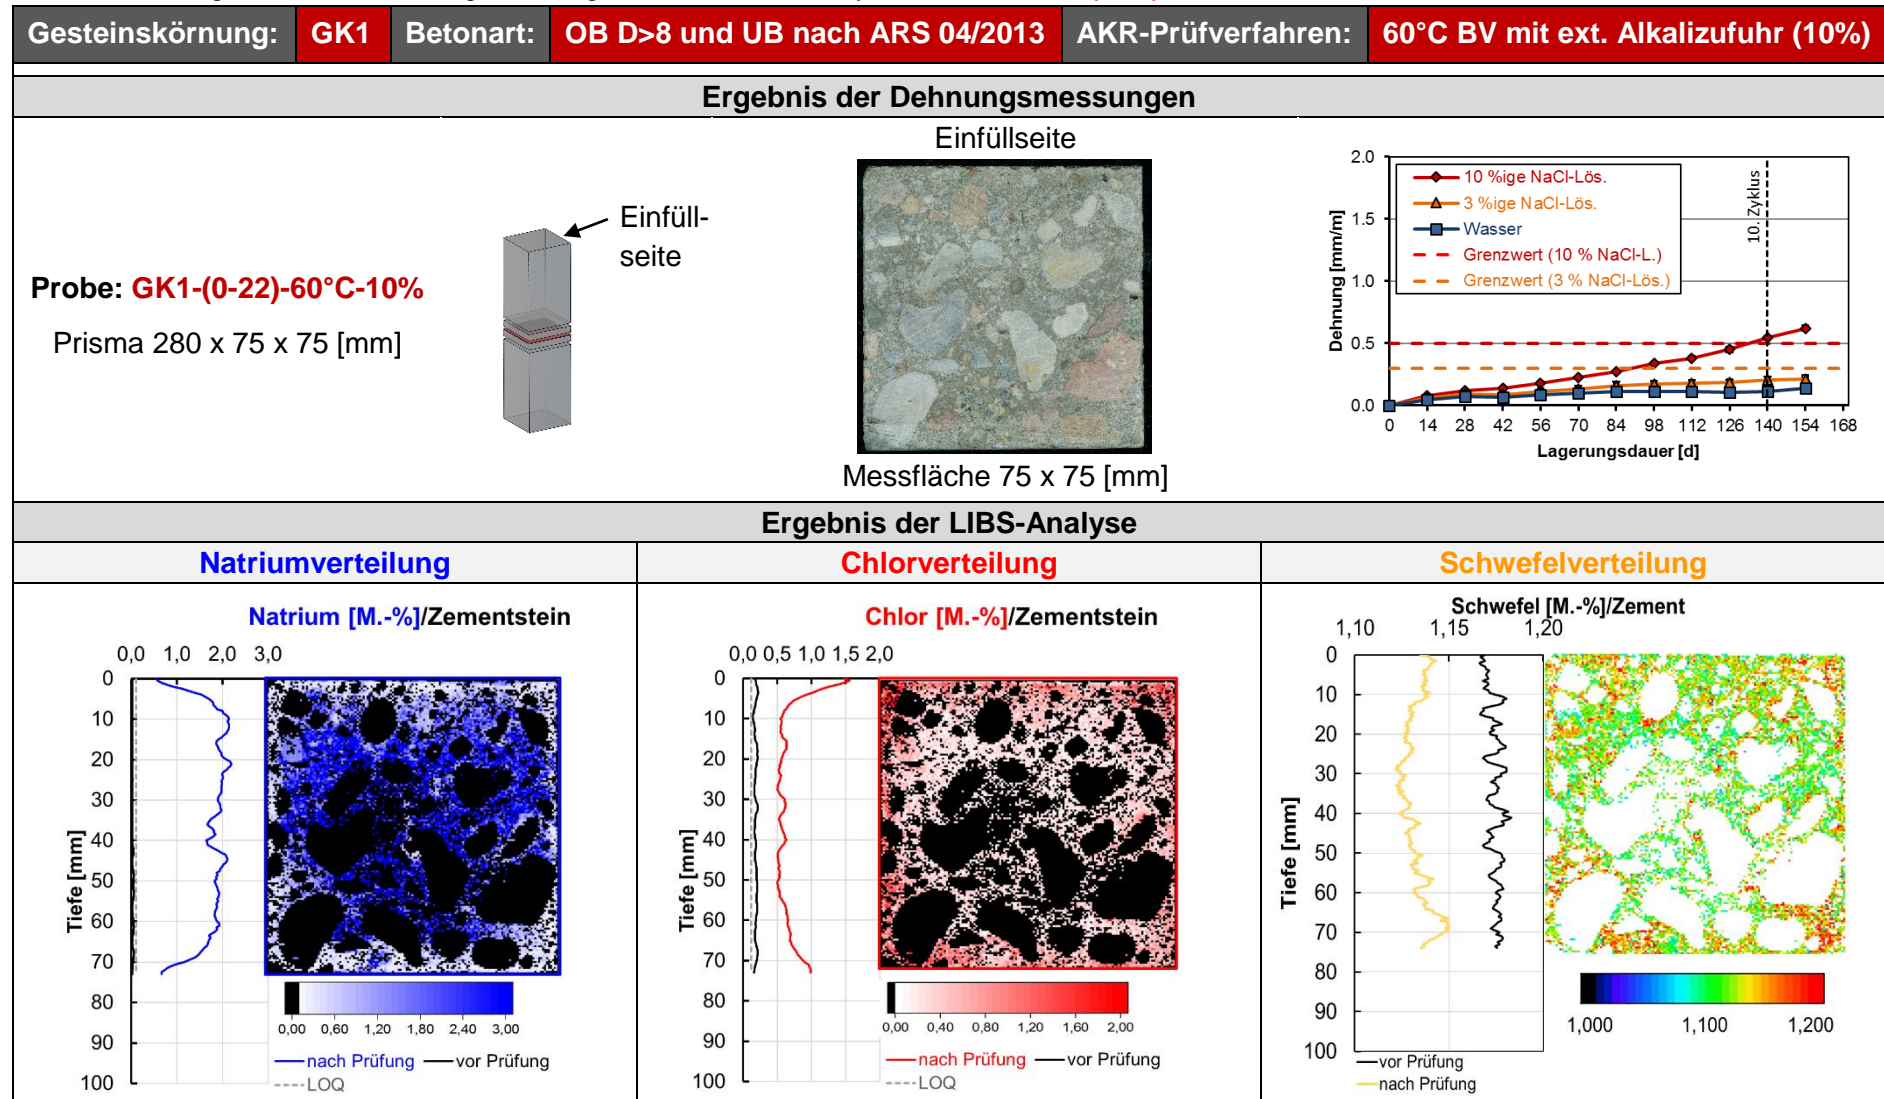 Gesteinskörnung: GK1 Betonart: OB D>8 und UB nach ARS 04/2013 AKR-Prüfverfahren: 60°C BV mit ext. Alkalizufuhr (10%)
Ergebnis der Dehnungsmessungen
Probe: GK1-(0-22)-60°C-10%
Prisma 280 x 75 x 75 [mm]
Einfüll-
seite
Einfüllseite
Messfläche 75 x 75 [mm]
Dehnung [mm/m]
2.0
1.5
1.0
0.5
0.0
10 %ige NaCl-Lös.
3 %ige NaCl-Lös.
Wasser
Grenzwert (10 % NaCl-L.)
Grenzwert (3 % NaCl-Lös.)
10. Zyklus
0 14 28 42 56 70 84 98 112 126 140 154 168
Lagerungsdauer [d]
Ergebnis der LIBS-Analyse
Natriumverteilung
Natrium [M.-%]/Zementstein
0,0 1,0 2,0 3,0
Tiefe [mm]
0
10
20
30
40
50
60
70
80
90
100
0,00 0,60 1,20 1,80 2,40 3,00
nach Prüfung vor Prüfung
LOQ
Chlorverteilung
Chlor [M.-%]/Zementstein
0,0 0,5 1,0 1,5 2,0
Tiefe [mm]
0
10
20
30
40
50
60
70
80
90
100
0,00 0,40 0,80 1,20 1,60 2,00
nach Prüfung vor Prüfung
LOQ
Schwefelverteilung
Schwefel [M.-%]/Zement
1,10 1,15 1,20
Tiefe [mm]
0
10
20
30
40
50
60
70
80
90
100
1,000 1,100 1,200
vor Prüfung
nach Prüfung